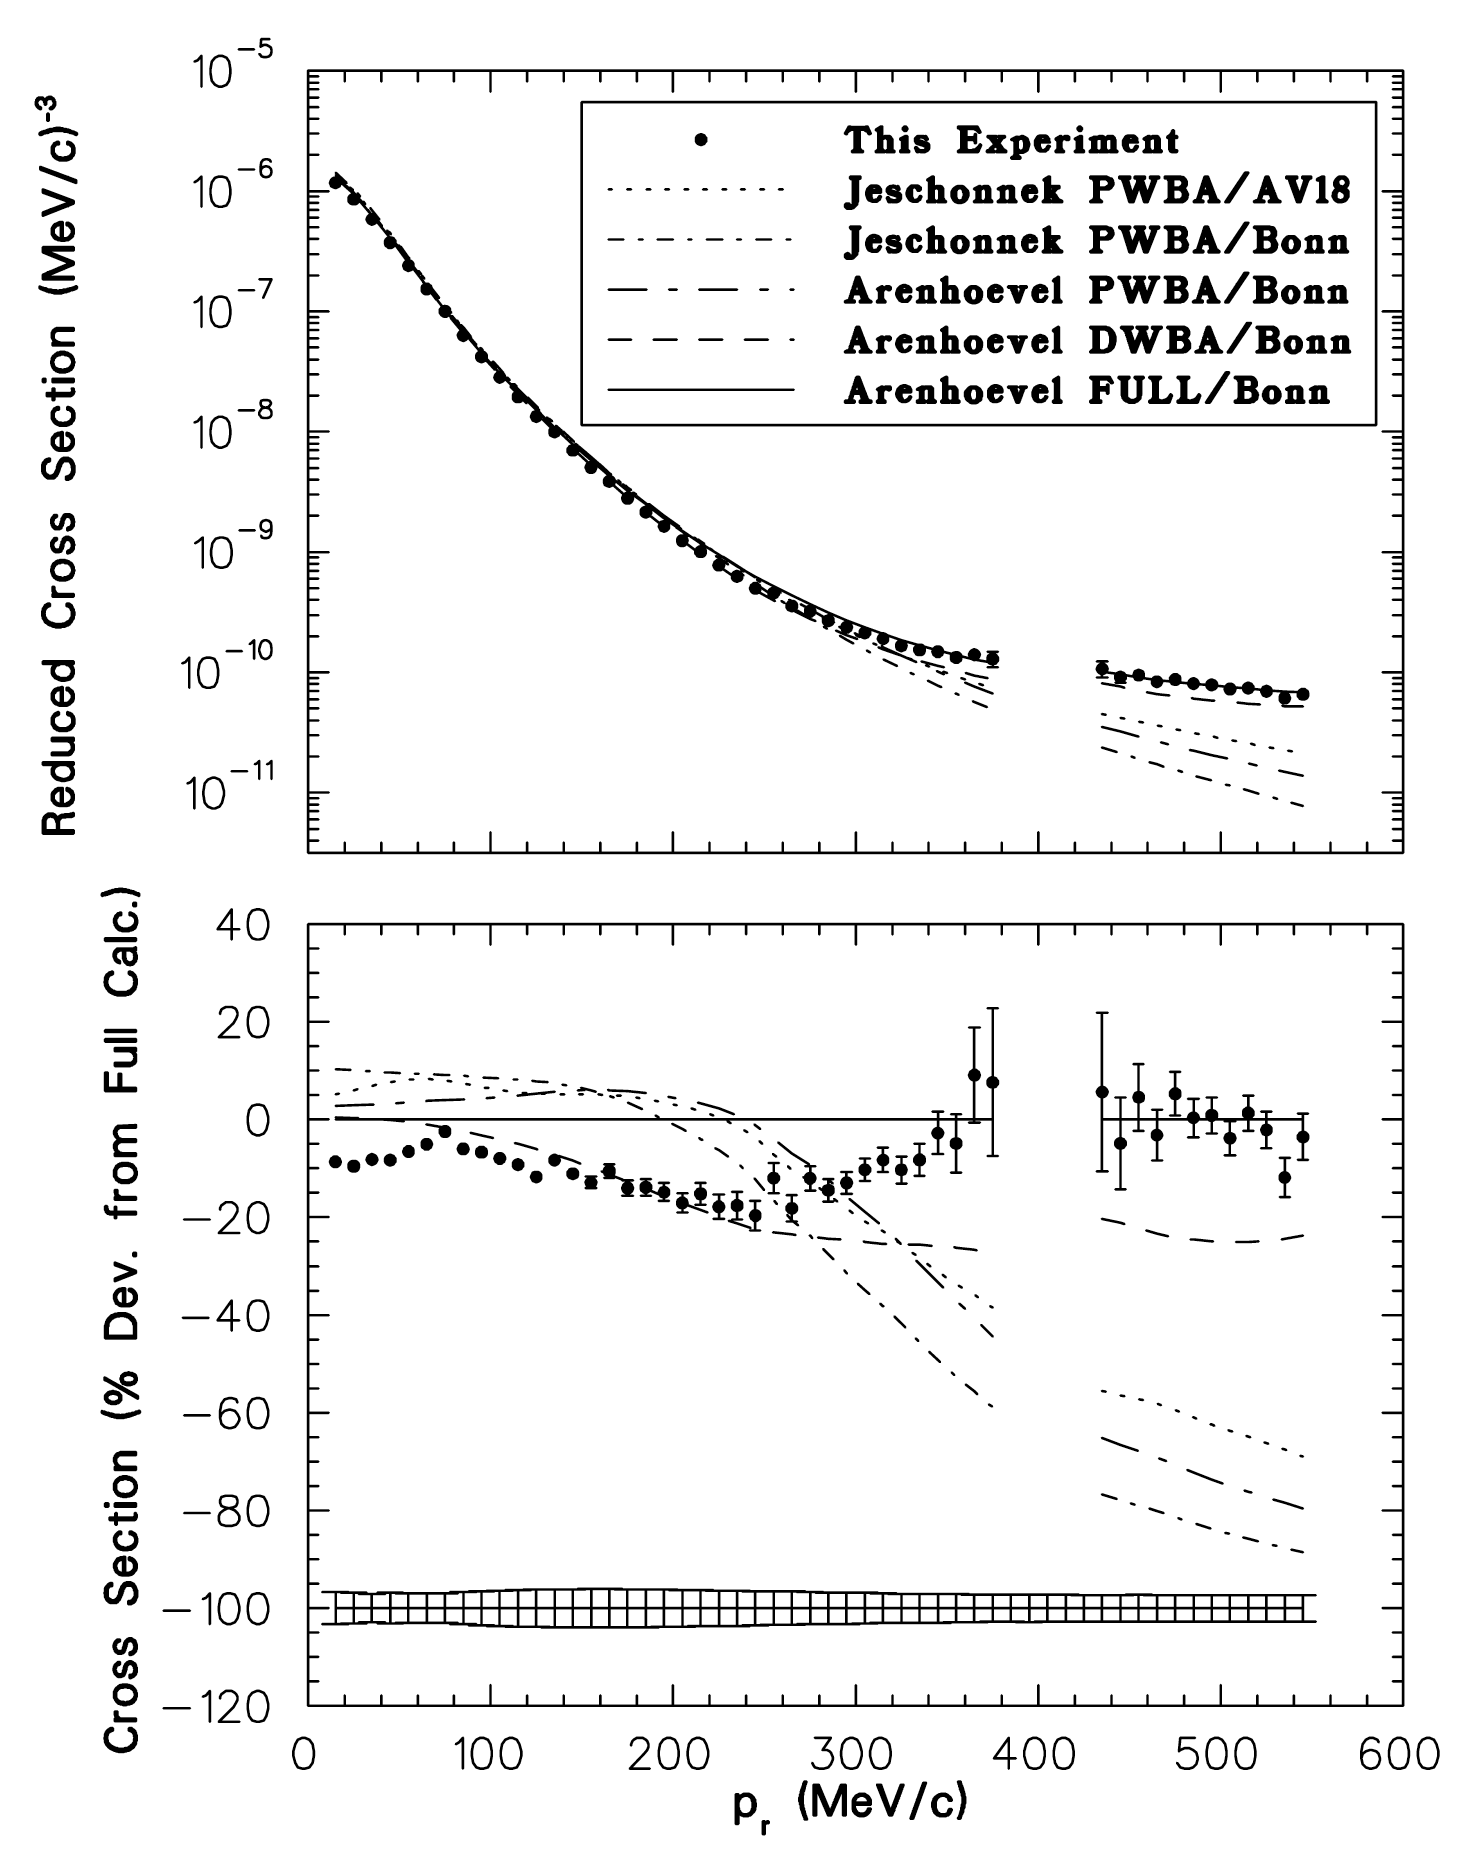 Reduced Cross Section (MeV/c)-3
10−5
10−6
10−7
10−8
10−9
10−10
10−11
This Experiment
Jeschonnek PWBA/AV18
Jeschonnek PWBA/Bonn
Arenhoevel PWBA/Bonn
Arenhoevel DWBA/Bonn
Arenhoevel FULL/Bonn
Cross Section (% Dev. from Full Calc.)
40
20
0
−20
−40
−60
−80
−100
−120
0 100 200 300 400 500 600
pr (MeV/c)